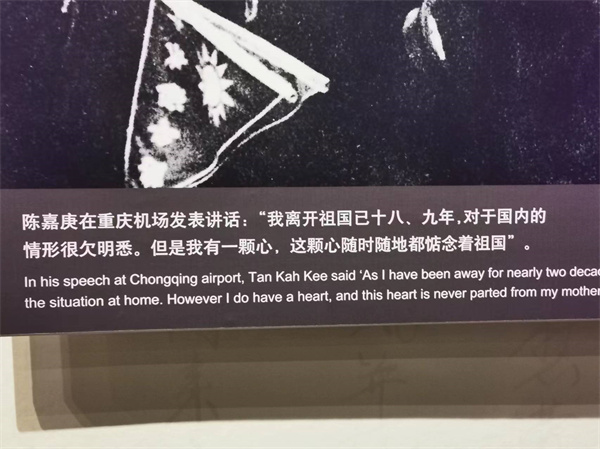 陈嘉庚在重庆机场发表讲话：“我离开祖国已十八、九年,对于国内的
情形很欠明悉。但是我有一颗心，这颗心随时随地都惦念着祖国”。
In his speech at Chongqing airport, Tan Kah Kee said ‘As I have been away for nearly two deca
the situation at home. However I do have a heart, and this heart is never parted from my mother